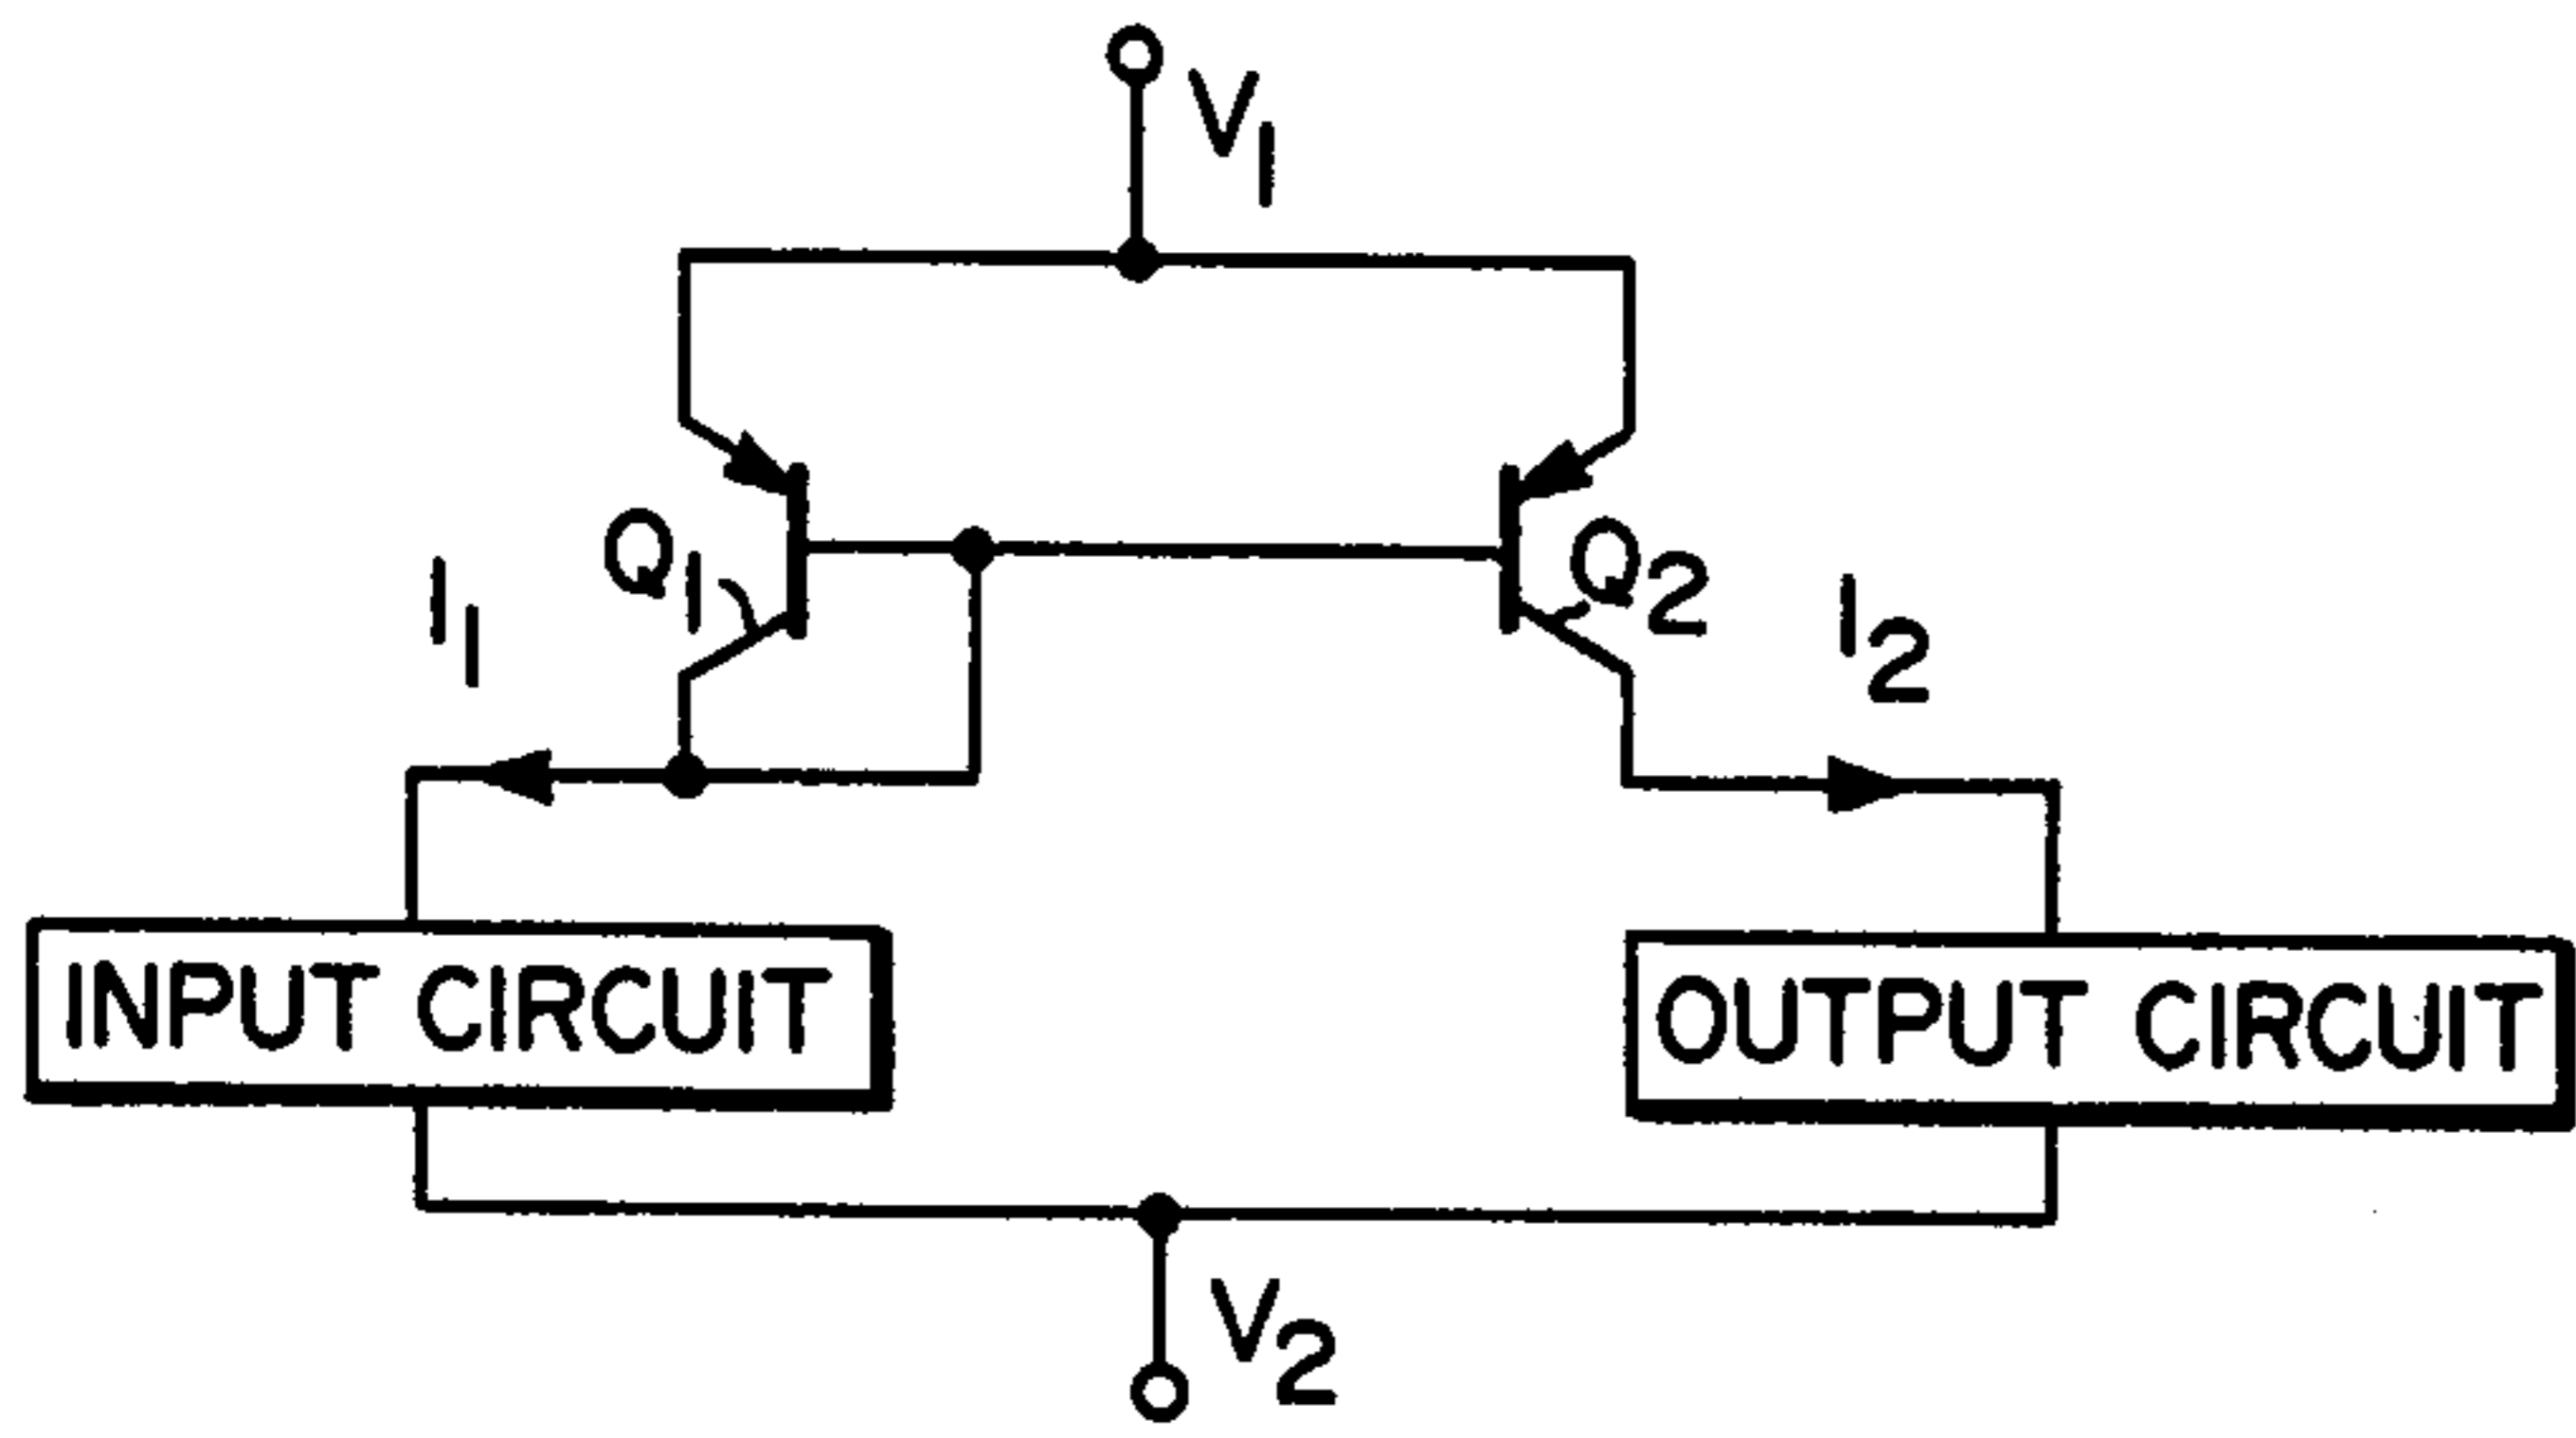 V1
Q1
Q2
I1
I2
INPUT CIRCUIT
OUTPUT CIRCUIT
V2